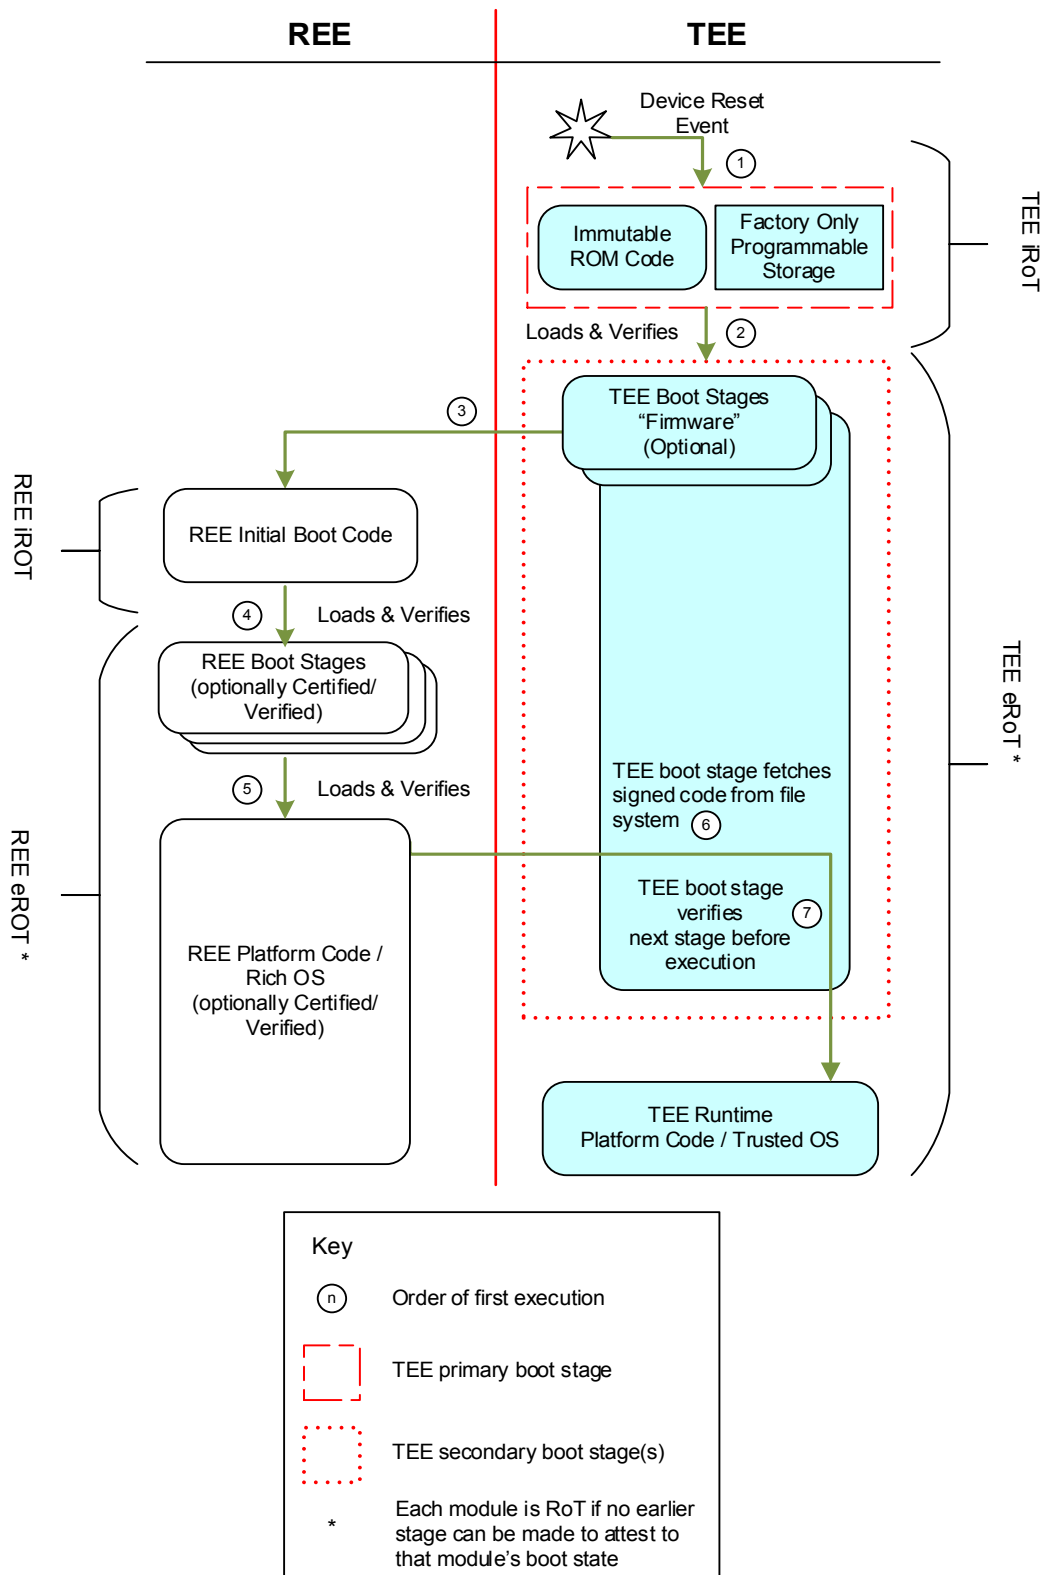 REE
TEE
Device Reset
Event
1
Immutable
ROM Code
Factory Only
Programmable
Storage
TEE iRoT
Loads & Verifies
2
TEE Boot Stages
“Firmware”
(Optional)
3
REE Initial Boot Code
REE iROT
4
Loads & Verifies
REE Boot Stages
(optionally Certified/
Verified)
5
Loads & Verifies
TEE boot stage fetches
signed code from file
system
6
TEE eRoT *
REE Platform Code /
Rich OS
(optionally Certified/
Verified)
REE eROT *
TEE boot stage
verifies
next stage before
execution
7
TEE Runtime
Platform Code / Trusted OS
Key
n
Order of first execution
TEE primary boot stage
TEE secondary boot stage(s)
*
Each module is RoT if no earlier
stage can be made to attest to
that module’s boot state